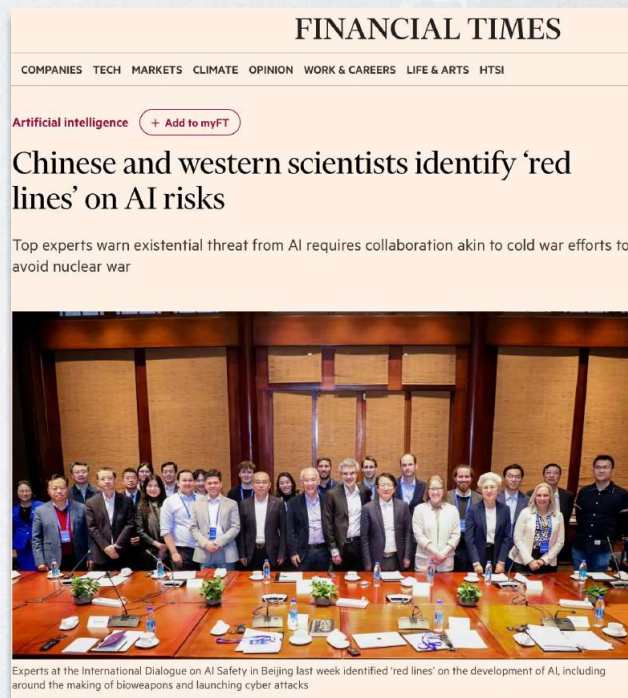 FINANCIAL TIMES
COMPANIES TECH MARKETS CLIMATE OPINION WORK & CAREERS LIFE & ARTS HTSI
Artificial intelligence + Add to myFT
Chinese and western scientists identify ‘red
lines’ on AI risks
Top experts warn existential threat from AI requires collaboration akin to cold war efforts to
avoid nuclear war
Experts at the International Dialogue on AI Safety in Beijing last week identified ‘red lines’ on the development of AI, including
around the making of bioweapons and launching cyber attacks